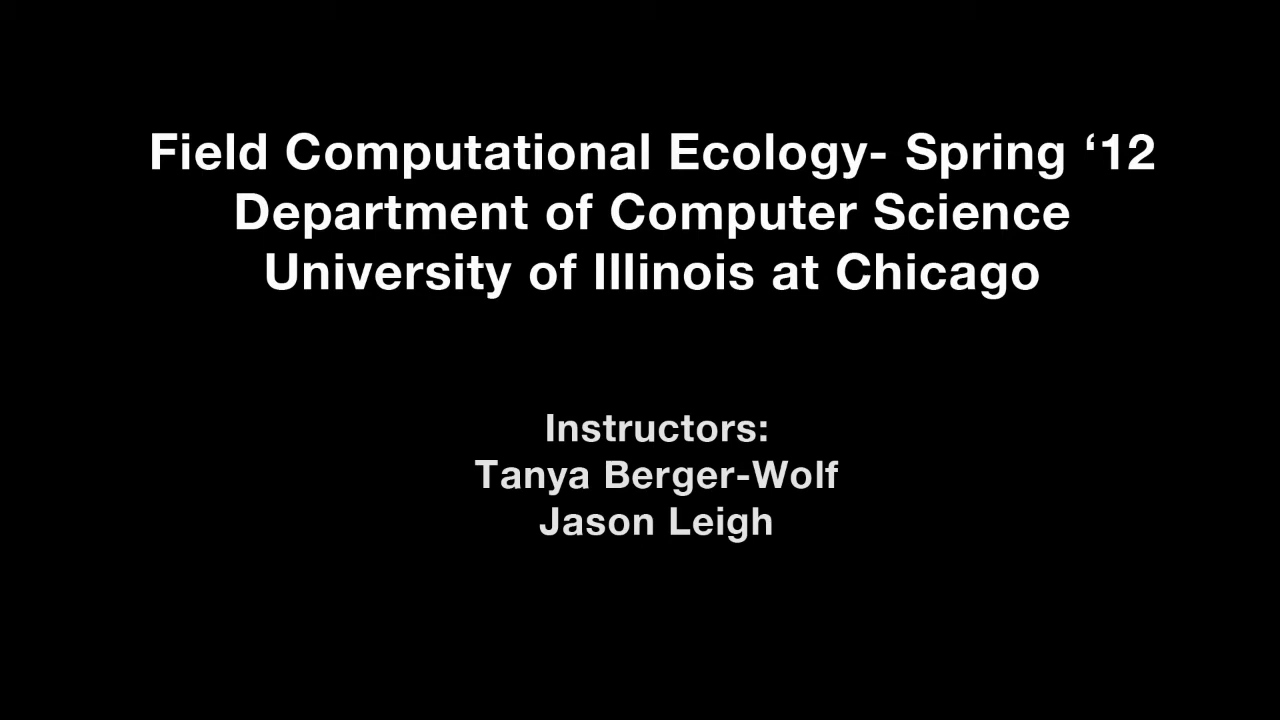 Field Computational Ecology- Spring ‘12
Department of Computer Science
University of Illinois at Chicago
Instructors:
Tanya Berger-Wolf
Jason Leigh